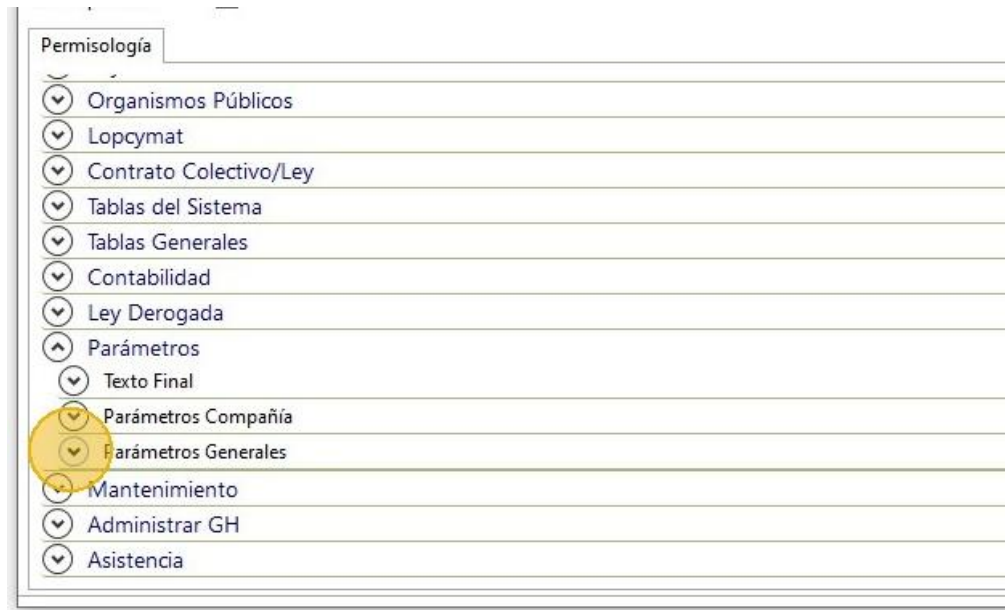 Permisología
Organismos Públicos
Lopcymat
Contrato Colectivo/Ley
Tablas del Sistema
Tablas Generales
Contabilidad
Ley Derogada
Parámetros
Texto Final
Parámetros Compañía
Parámetros Generales
Mantenimiento
Administrar GH
Asistencia